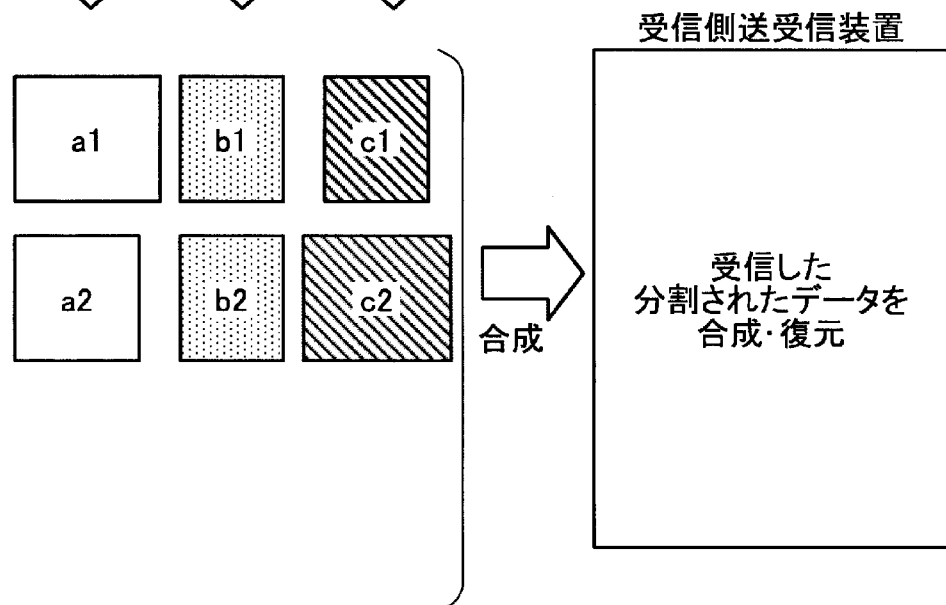 受信側送受信装置
a1
b1
c1
a2
b2
c2
合成
受信した
分割されたデータを
合成・復元